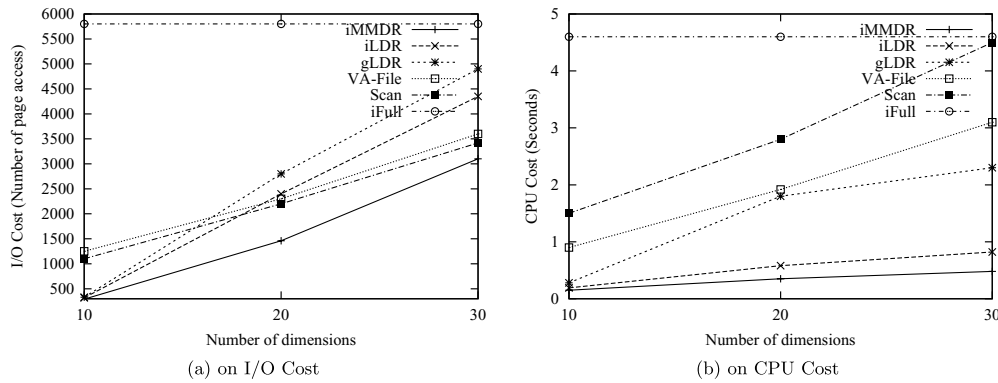 6000
5500
5000
4500
4000
3500
3000
2500
2000
1500
1000
500
I/O Cost (Number of page access)
iMMDR
iLDR
gLDR
VA-File
Scan
iFull
10
20
30
Number of dimensions
(a) on I/O Cost
5
4
3
2
1
0
CPU Cost (Seconds)
iMMDR
iLDR
gLDR
VA-File
Scan
iFull
10
20
30
Number of dimensions
(b) on CPU Cost